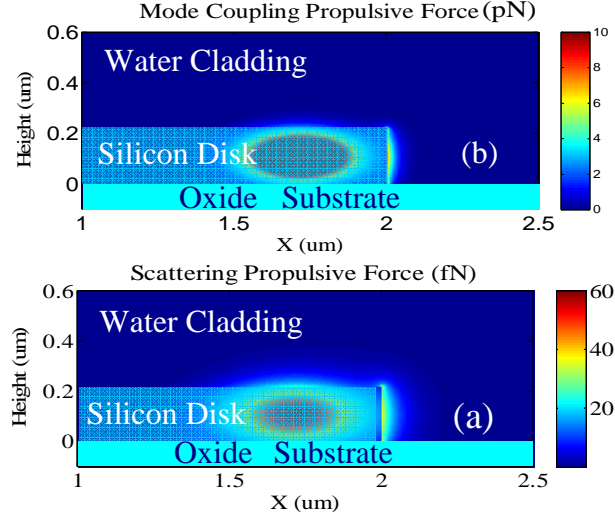 Mode Coupling Propulsive Force (pN)
0.6
0.4
0.2
0
Height (um)
Water Cladding
Silicon Disk
(b)
Oxide Substrate
1
1.5
2
2.5
X (um)
10
8
6
4
2
0
Scattering Propulsive Force (fN)
0.6
0.4
0.2
0
Height (um)
Water Cladding
Silicon Disk
(a)
Oxide Substrate
1
1.5
2
2.5
X (um)
60
40
20